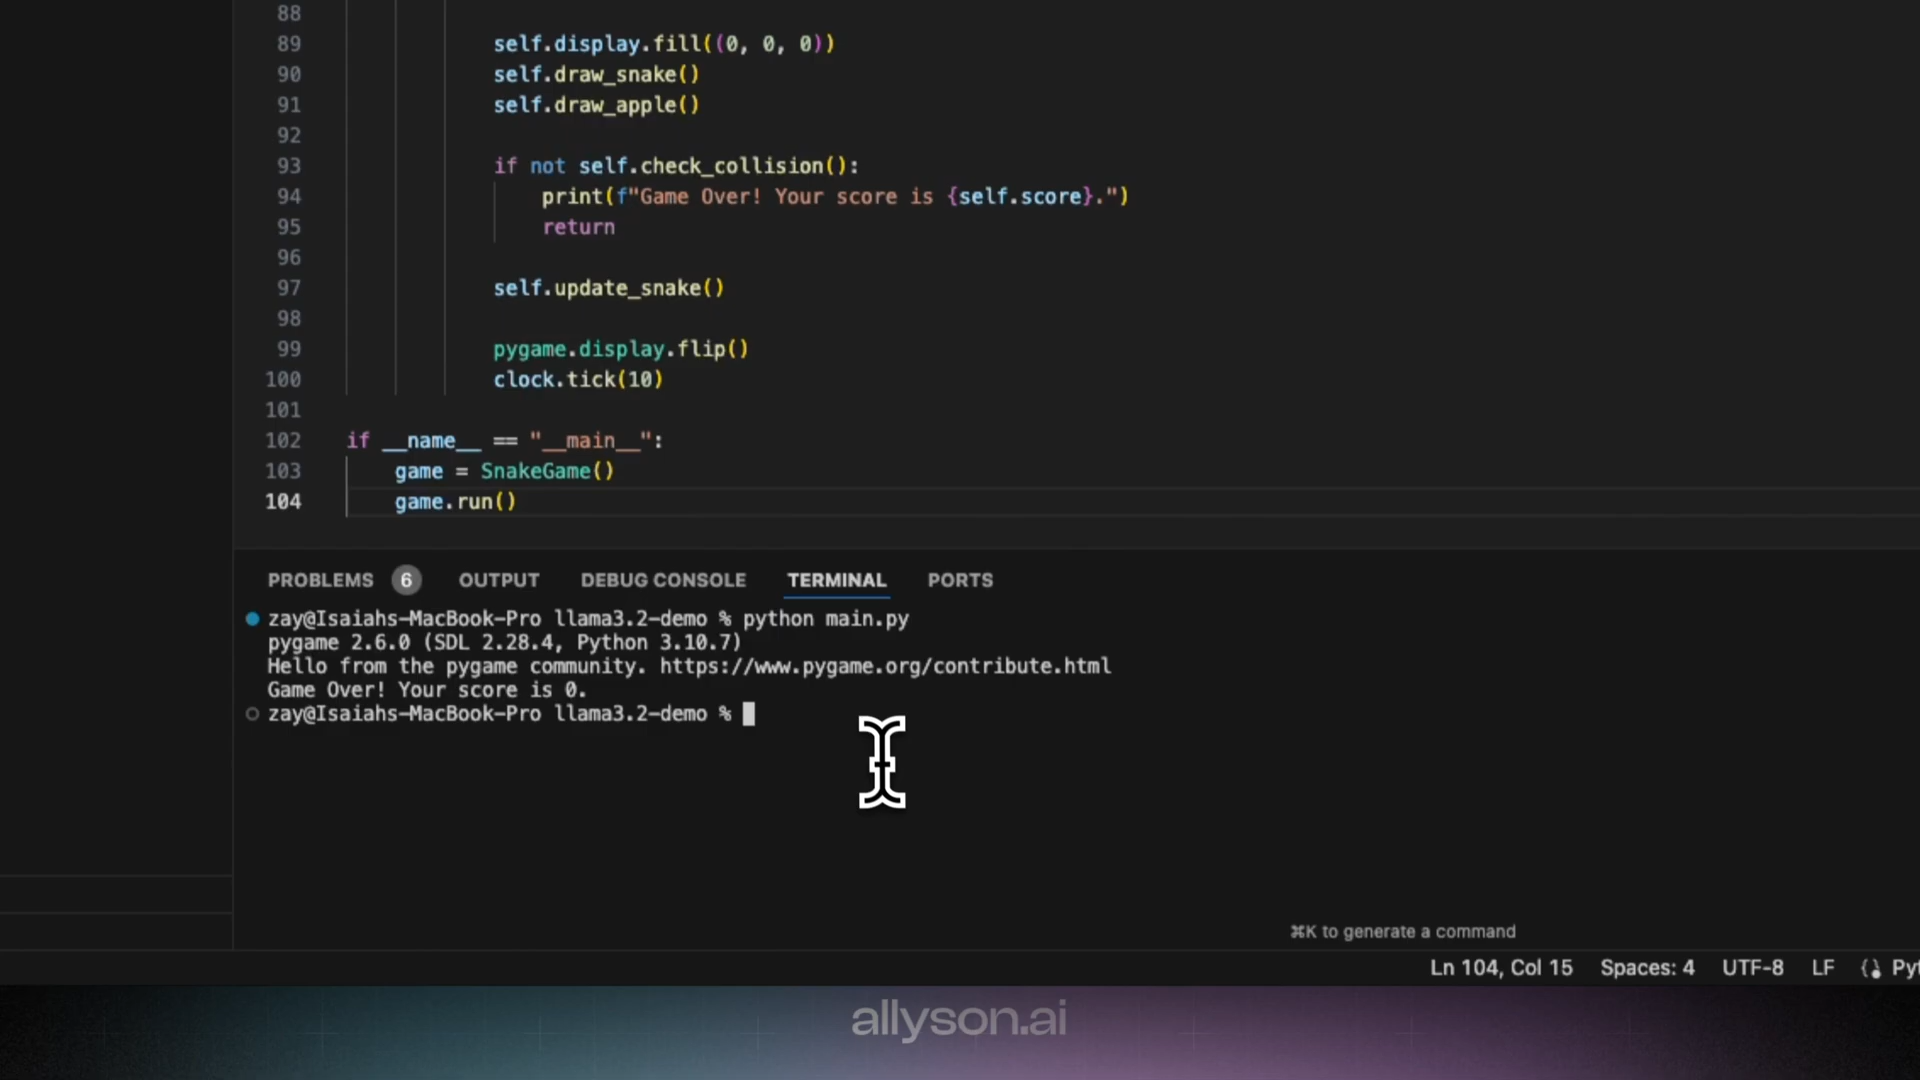 88
89 self.display.fill((0, 0, 0))
90 self.draw_snake()
91 self.draw_apple()
92
93 if not self.check_collision():
94 print(f"Game Over! Your score is {self.score}.")
95 return
96
97 self.update_snake()
98
99 pygame.display.flip()
100 clock.tick(10)
101
102 if __name__ == "__main__":
103 game = SnakeGame()
104 game.run()
PROBLEMS 6 OUTPUT DEBUG CONSOLE TERMINAL PORTS
zay@Isaiahs-MacBook-Pro llama3.2-demo % python main.py
pygame 2.6.0 (SDL 2.28.4, Python 3.10.7)
Hello from the pygame community. https://www.pygame.org/contribute.html
Game Over! Your score is 0.
zay@Isaiahs-MacBook-Pro llama3.2-demo %
⌘K to generate a command
Ln 104, Col 15 Spaces: 4 UTF-8 LF Pyt
allyson.ai